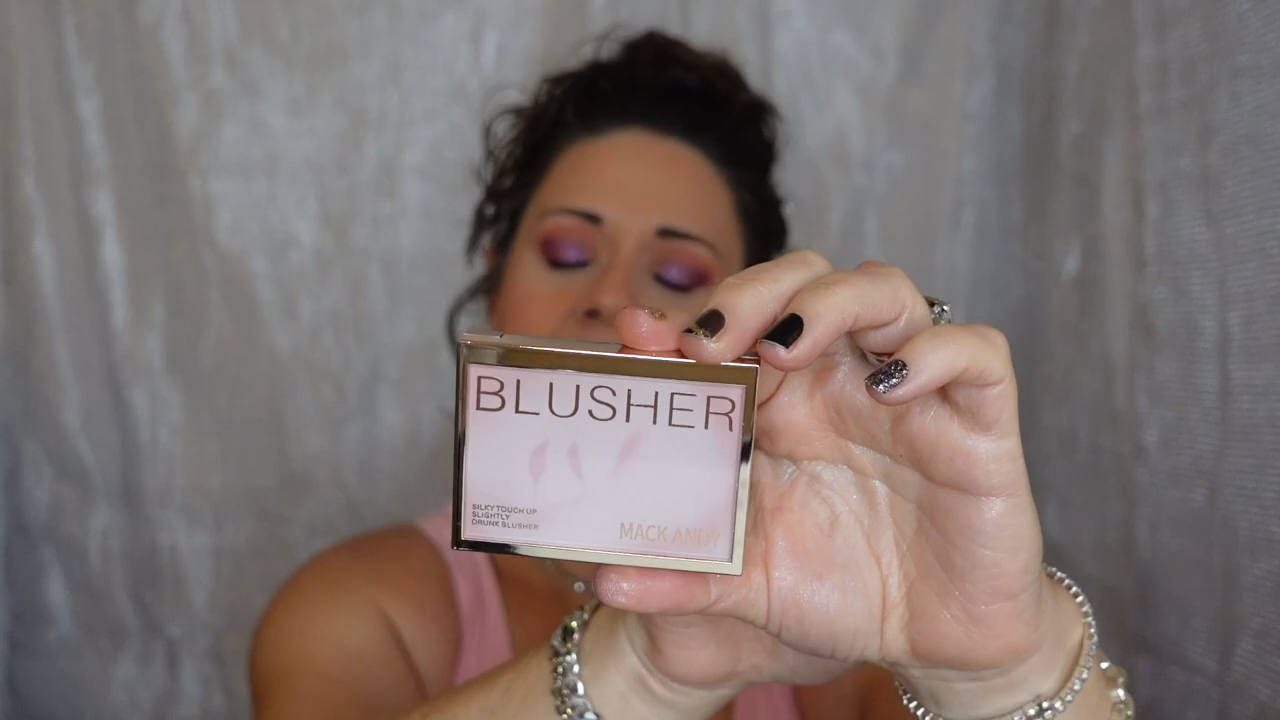 BLUSHER
SILKY TOUCH UP
SLIGHTLY
DRUNK BLUSHER
MACK ANDY